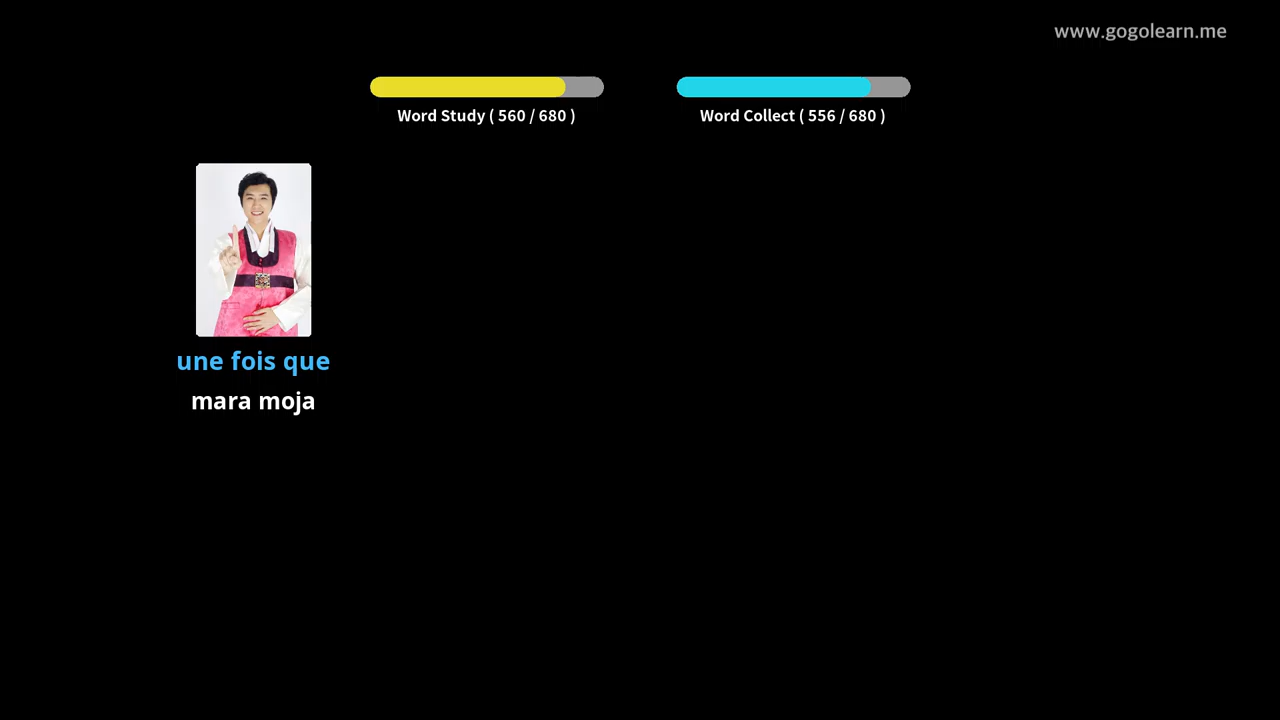 www.gogolearn.me
Word Study ( 560 / 680 )
Word Collect ( 556 / 680 )
une fois que
mara moja